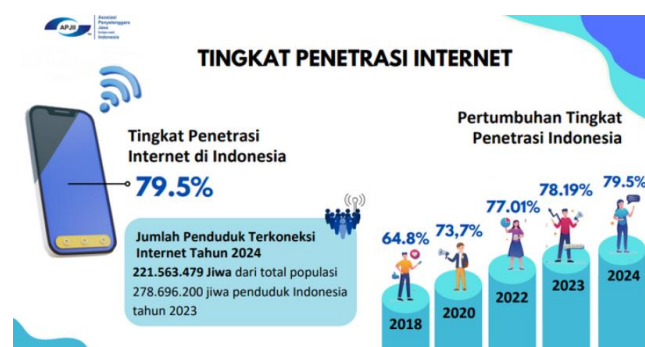 APJII
Asosiasi
Penyelenggara
Jasa
Internet
Indonesia
TINGKAT PENETRASI INTERNET
Tingkat Penetrasi
Internet di Indonesia
79.5%
Jumlah Penduduk Terkoneksi
Internet Tahun 2024
221.563.479 Jiwa dari total populasi
278.696.200 jiwa penduduk Indonesia
tahun 2023
Pertumbuhan Tingkat
Penetrasi Indonesia
64.8%
73,7%
77.01%
78.19%
79.5%
2018
2020
2022
2023
2024